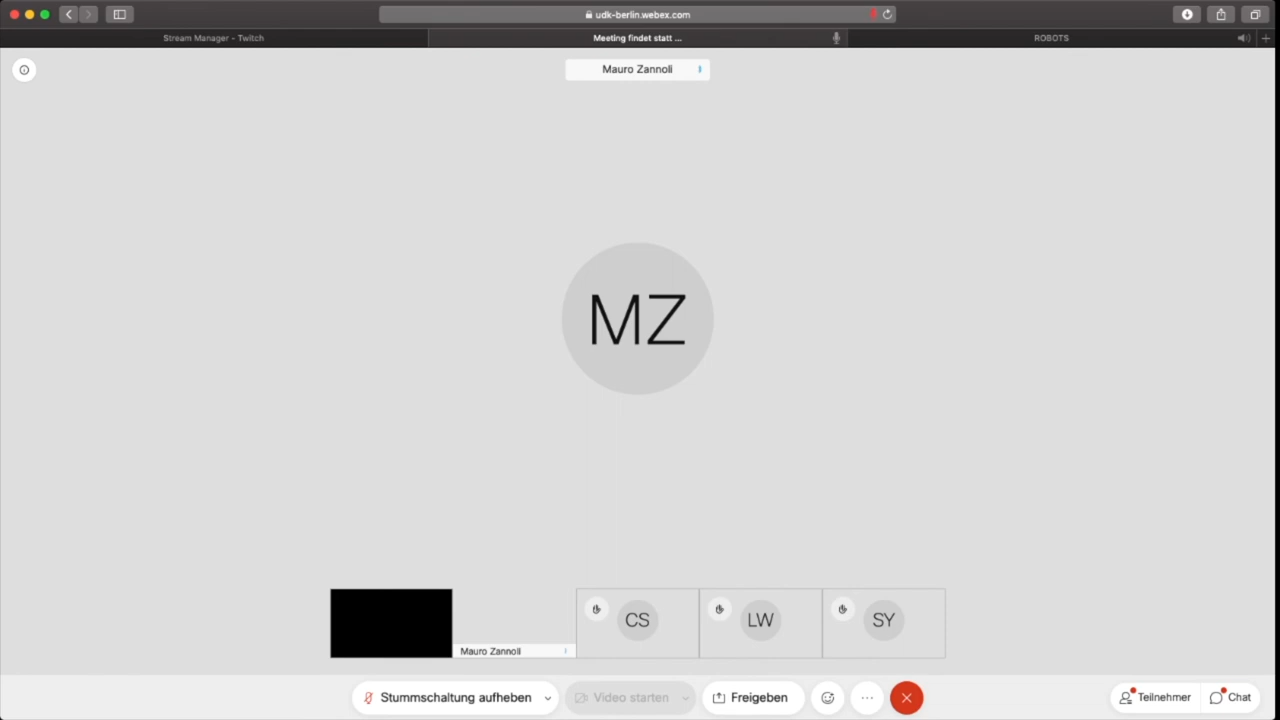 udk-berlin.webex.com
Stream Manager - Twitch
Meeting findet statt ...
ROBOTS
Mauro Zannoli
MZ
CS
LW
SY
Mauro Zannoli
Stummschaltung aufheben
Video starten
Freigeben
Teilnehmer
Chat